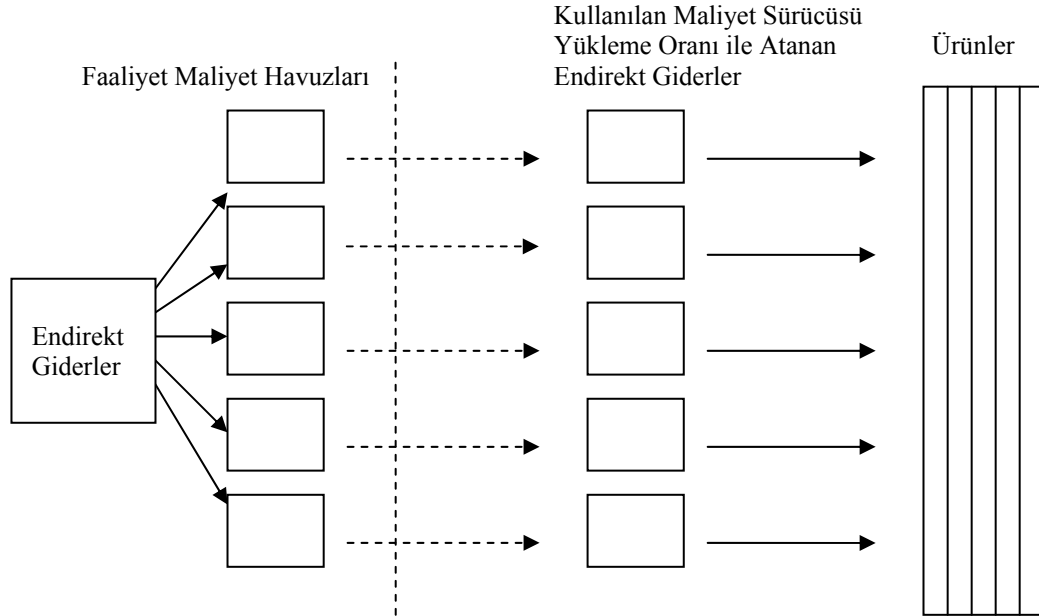 Kullanılan Maliyet Sürücüsü
Yükleme Oranı ile Atanan
Endirekt Giderler
Ürünler
Faaliyet Maliyet Havuzları
Endirekt
Giderler